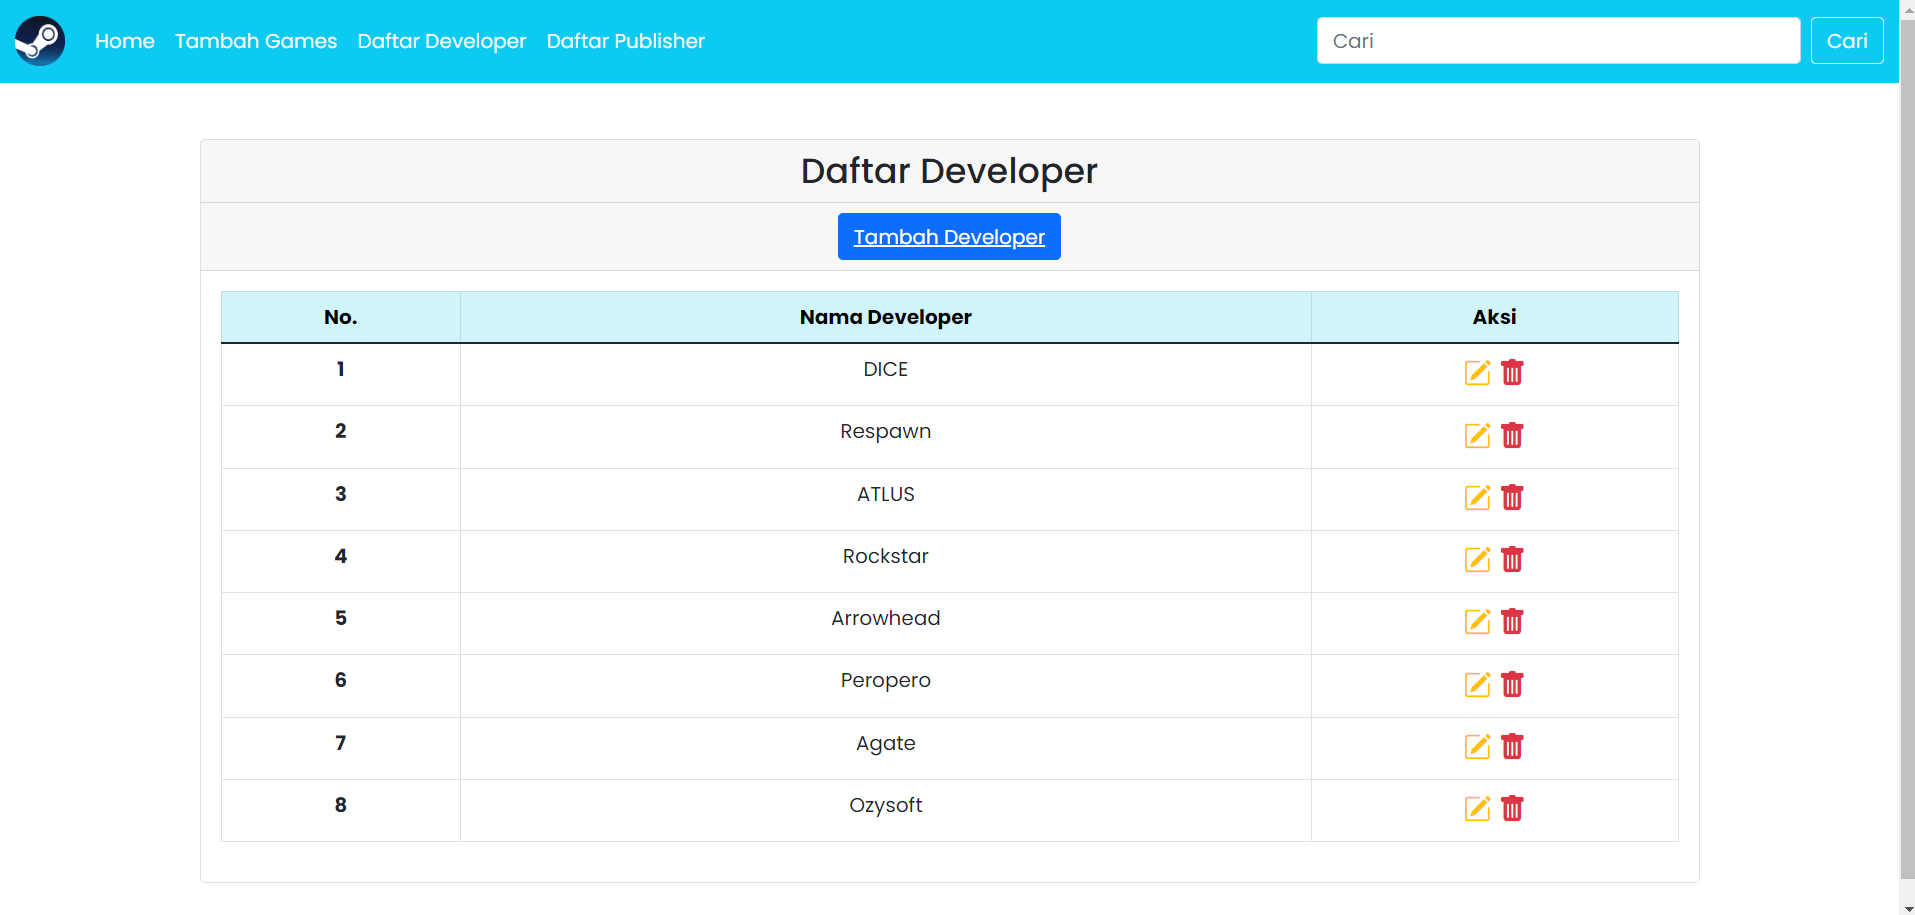 Home Tambah Games Daftar Developer Daftar Publisher Cari Cari
Daftar Developer
Tambah Developer
No. Nama Developer Aksi
1 DICE
2 Respawn
3 ATLUS
4 Rockstar
5 Arrowhead
6 Peropero
7 Agate
8 Ozysoft